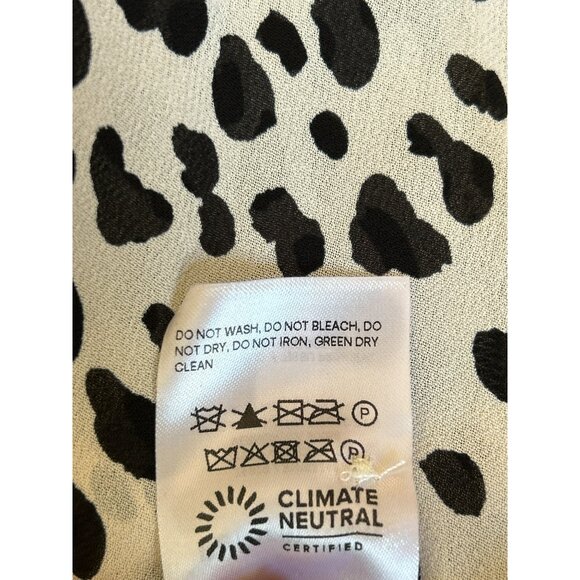 DO NOT WASH, DO NOT BLEACH, DO
NOT DRY, DO NOT IRON, GREEN DRY
CLEAN
P
P
CLIMATE
NEUTRAL
CERTIFIED